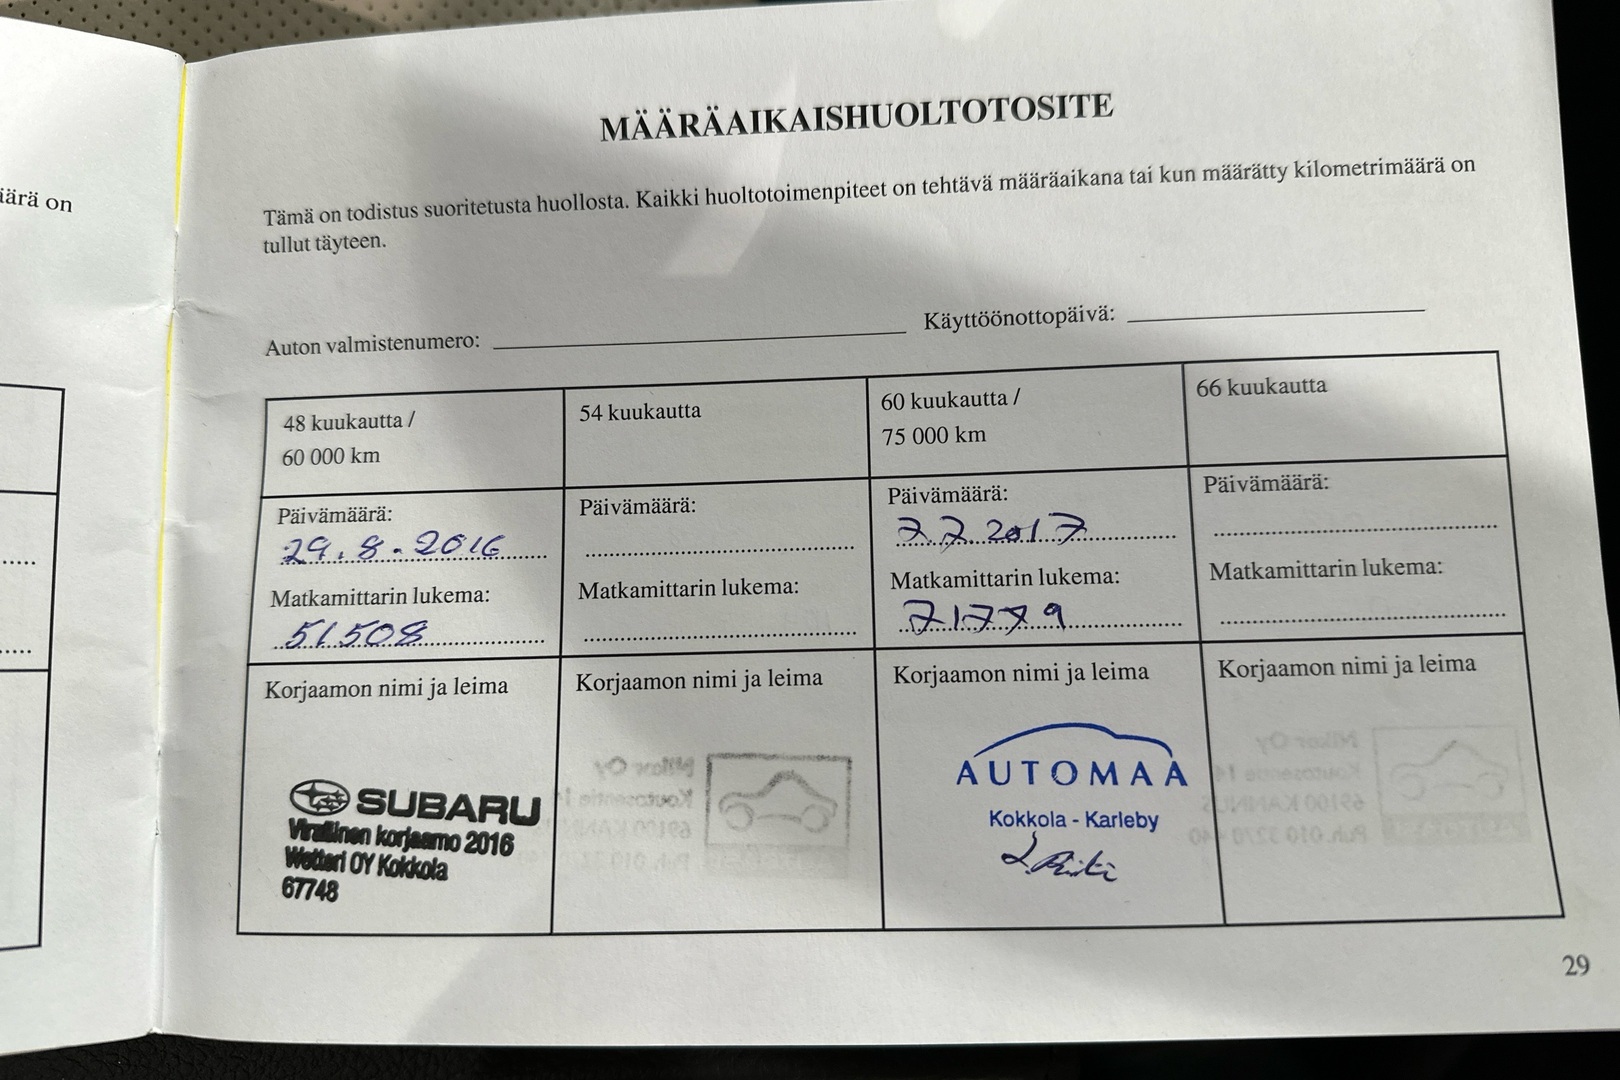 äärä on
MÄÄRÄAIKAISHUOLTOTOSITE
Tämä on todistus suoritetusta huollosta. Kaikki huoltotoimenpiteet on tehtävä määräaikana tai kun määrätty kilometrimäärä on
tullut täyteen.
Auton valmistenumero:
Käyttöönottopäivä:
48 kuukautta /
60 000 km
Päivämäärä:
29.8.2016
Matkamittarin lukema:
51508
Korjaamon nimi ja leima
SUBARU
Virallinen korjaamo 2016
Wetteri OY Kokkola
67748
54 kuukautta
Päivämäärä:
Matkamittarin lukema:
Korjaamon nimi ja leima
60 kuukautta /
75 000 km
Päivämäärä:
7.7.2017
Matkamittarin lukema:
71779
Korjaamon nimi ja leima
AUTOMAA
Kokkola - Karleby
66 kuukautta
Päivämäärä:
Matkamittarin lukema:
Korjaamon nimi ja leima
29